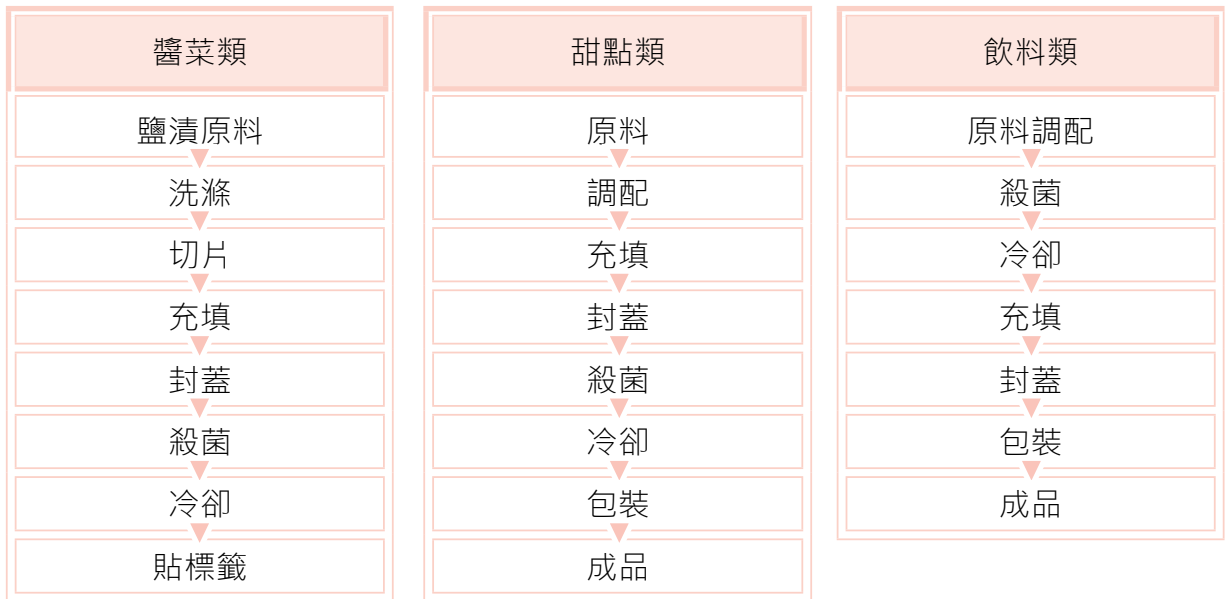 醬菜類
鹽漬原料
洗滌
切片
充填
封蓋
殺菌
冷卻
貼標籤
甜點類
原料
調配
充填
封蓋
殺菌
冷卻
包裝
成品
飲料類
原料調配
殺菌
冷卻
充填
封蓋
包裝
成品